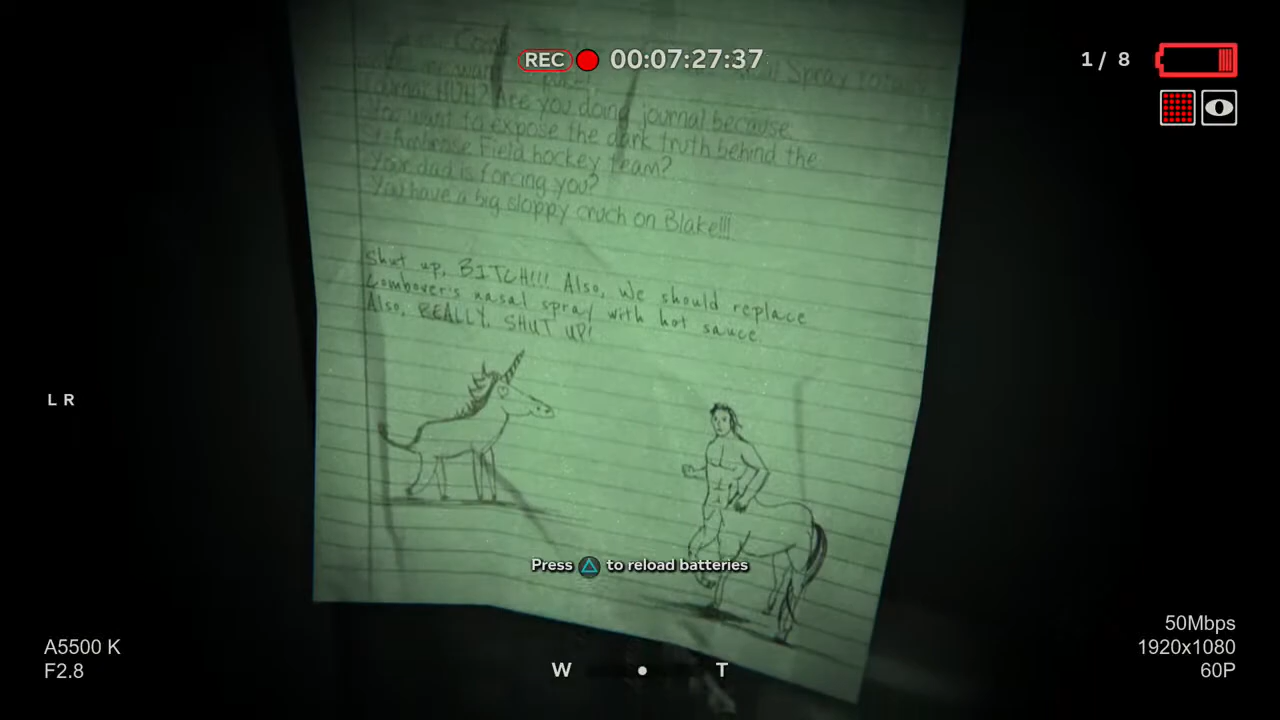 REC 00:07:27:37
1 / 8
Spray
journal HUH? Are you doing journal because
you want to expose the dark truth behind the
Ambrose Field hockey team?
your dad is forcing you?
You have a big sloppy cruch on Blake!!!
Shut up, BITCH!!! Also, we should replace
Combover's nasal spray with hot sauce.
Also, REALLY, SHUT UP!
L R
Press to reload batteries
A5500 K
F2.8
W T
50Mbps
1920x1080
60P